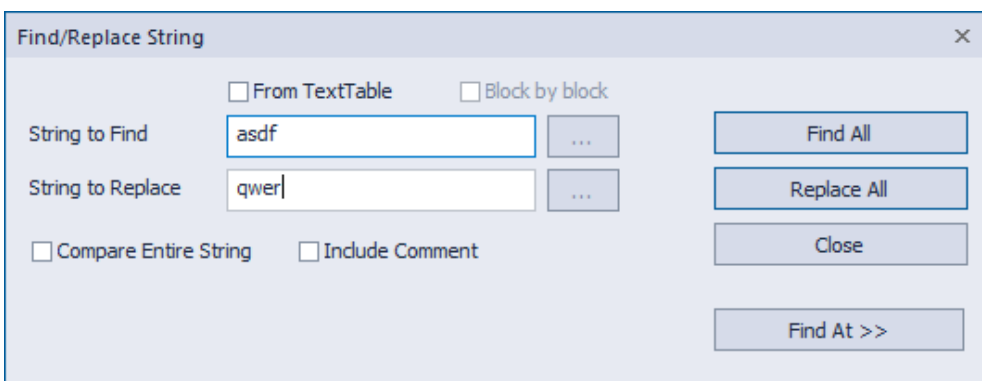 Find/Replace String
From TextTable Block by block
String to Find asdf ... Find All
String to Replace qwer ... Replace All
Compare Entire String Include Comment Close
Find At >>